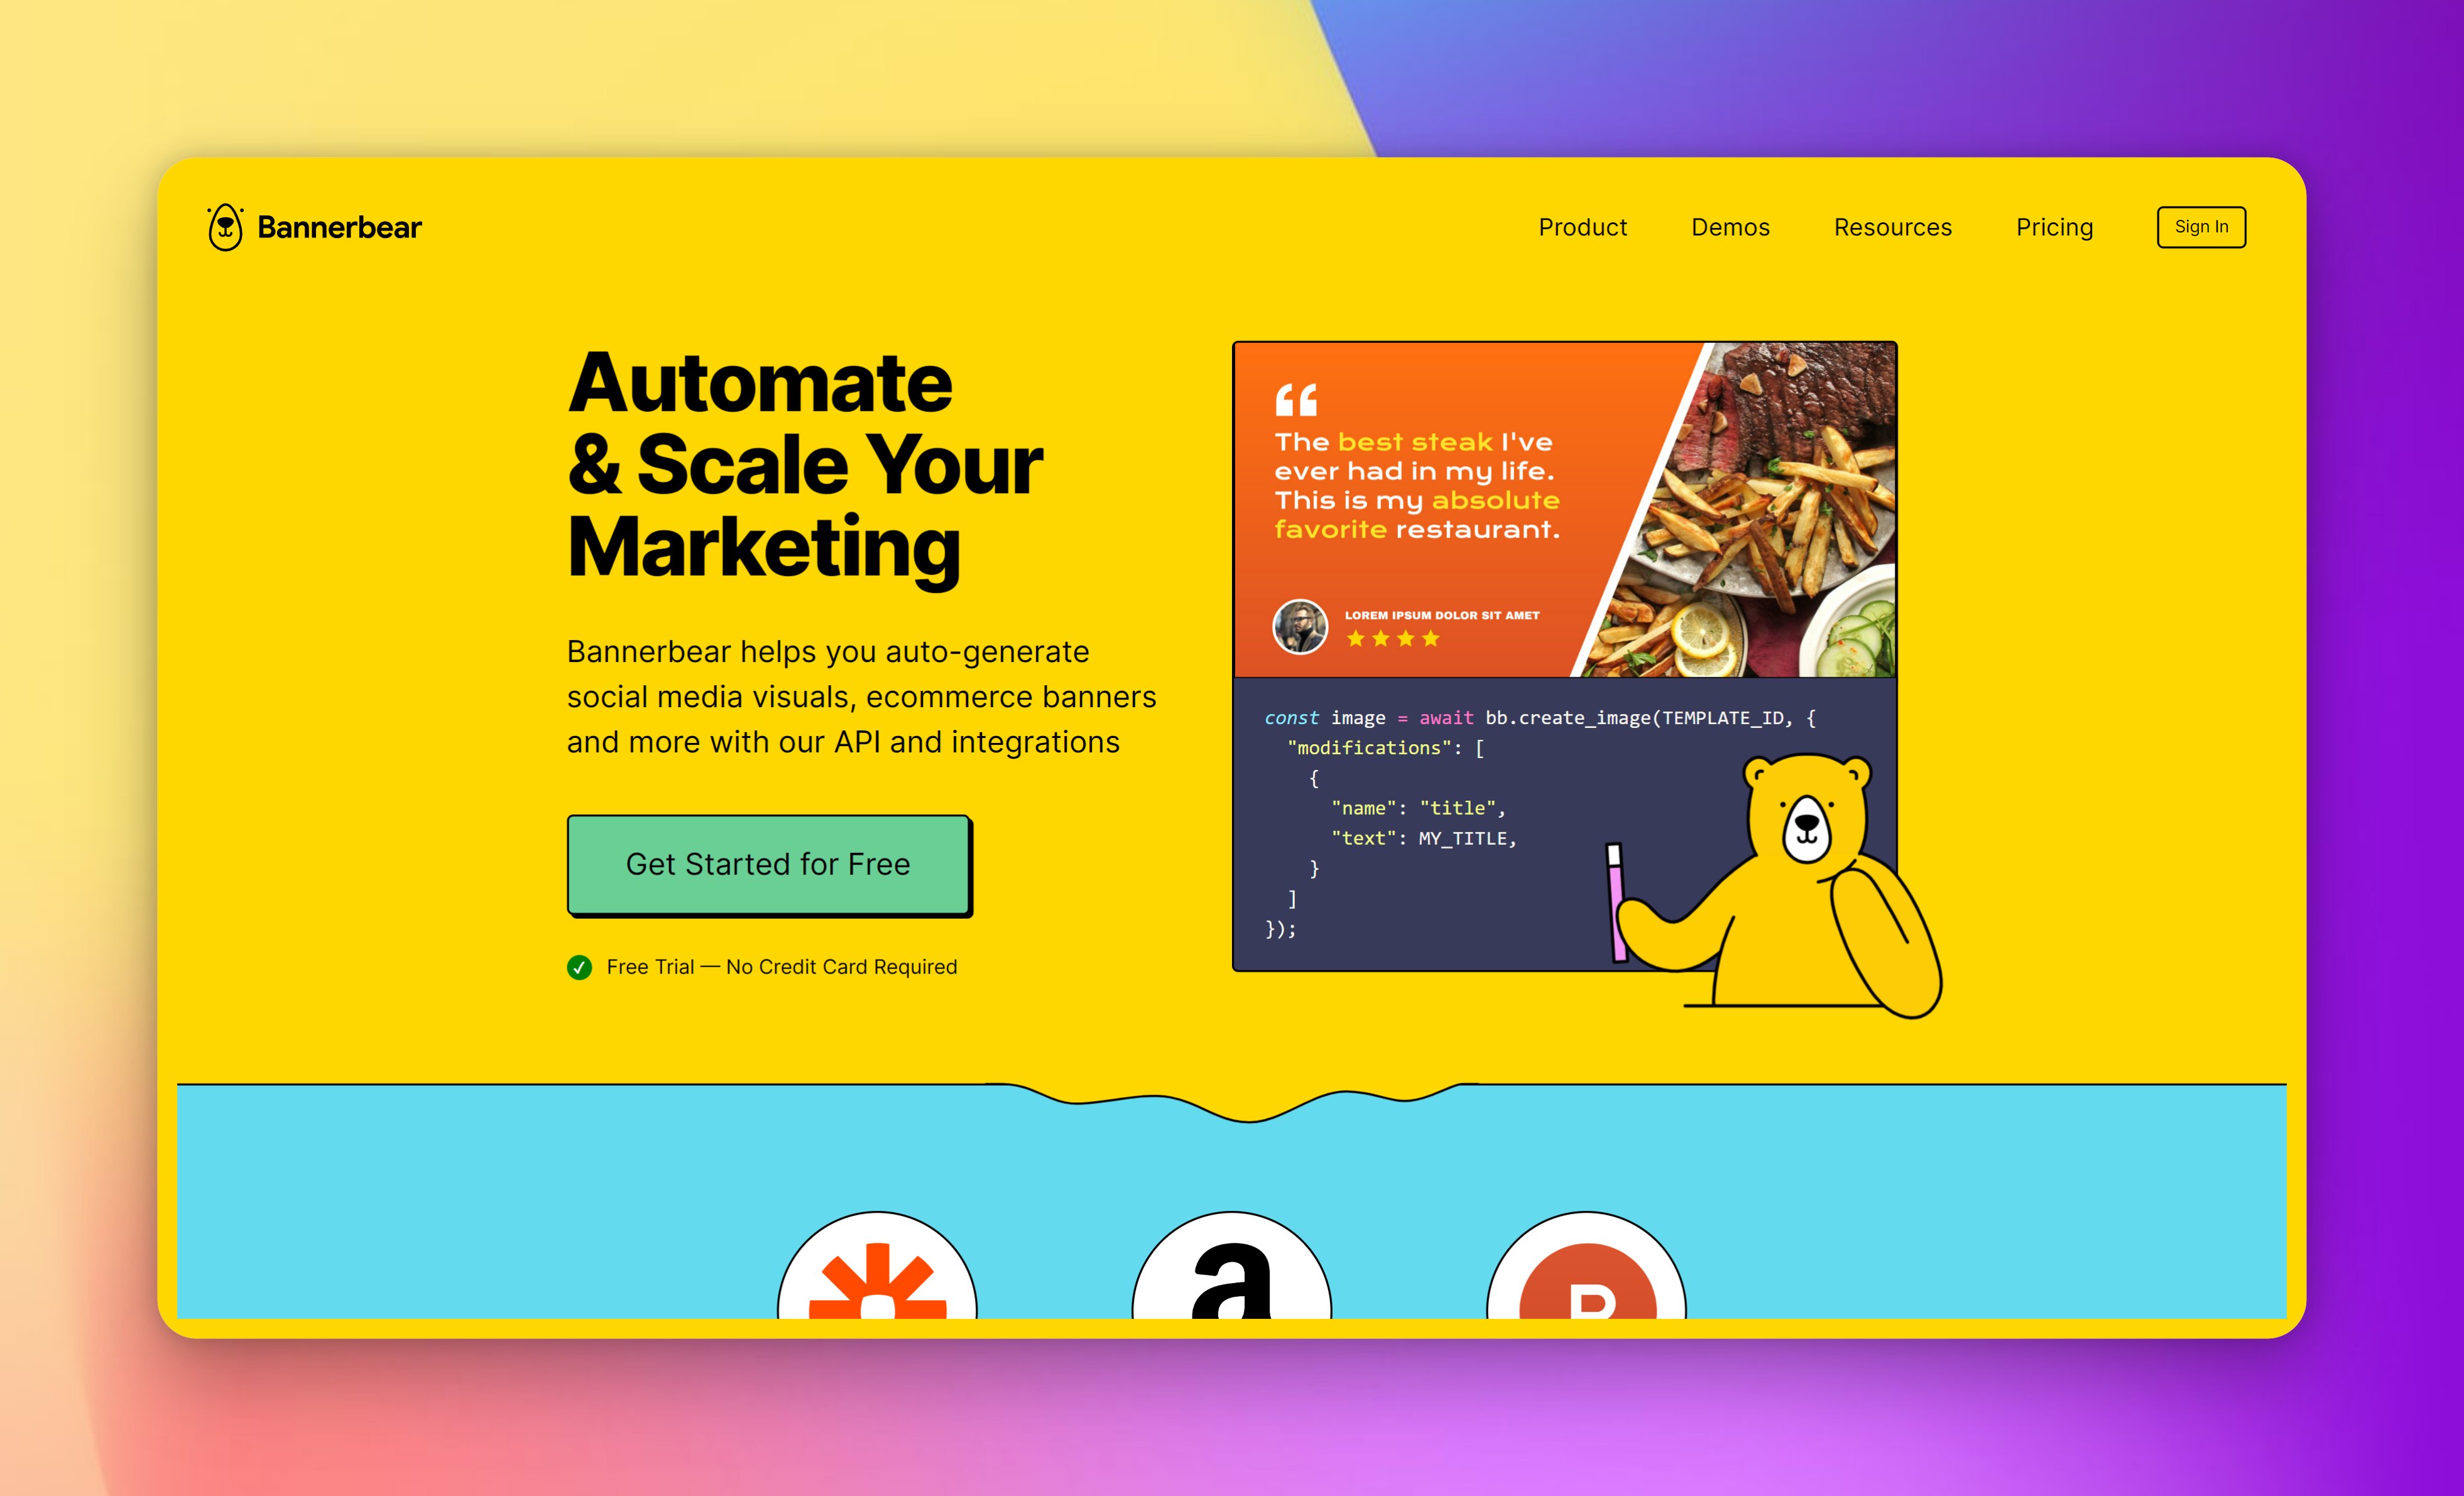 Bannerbear
Product
Demos
Resources
Pricing
Sign In
Automate
& Scale Your
Marketing
Bannerbear helps you auto-generate
social media visuals, ecommerce banners
and more with our API and integrations
Get Started for Free
Free Trial — No Credit Card Required
“
The best steak I've
ever had in my life.
This is my absolute
favorite restaurant.
LOREM IPSUM DOLOR SIT AMET
const image = await bb.create_image(TEMPLATE_ID, {
"modifications": [
{
"name": "title",
"text": MY_TITLE,
}
]
});
a